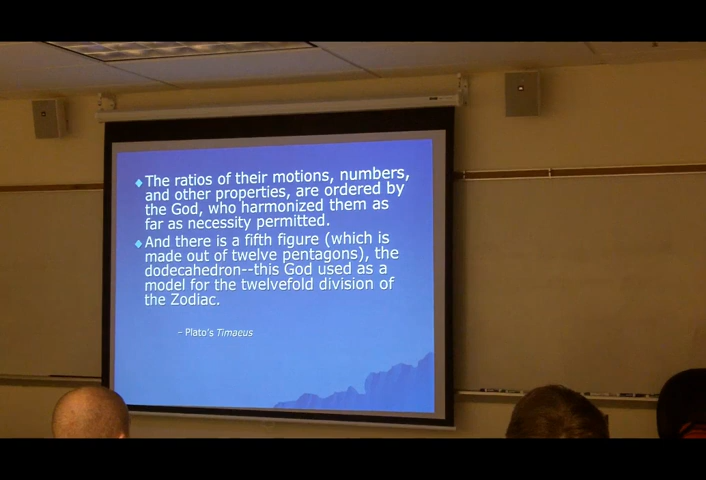 The ratios of their motions, numbers,
and other properties, are ordered by
the God, who harmonized them as
far as necessity permitted.
And there is a fifth figure (which is
made out of twelve pentagons), the
dodecahedron--this God used as a
model for the twelvefold division of
the Zodiac.
– Plato's Timaeus